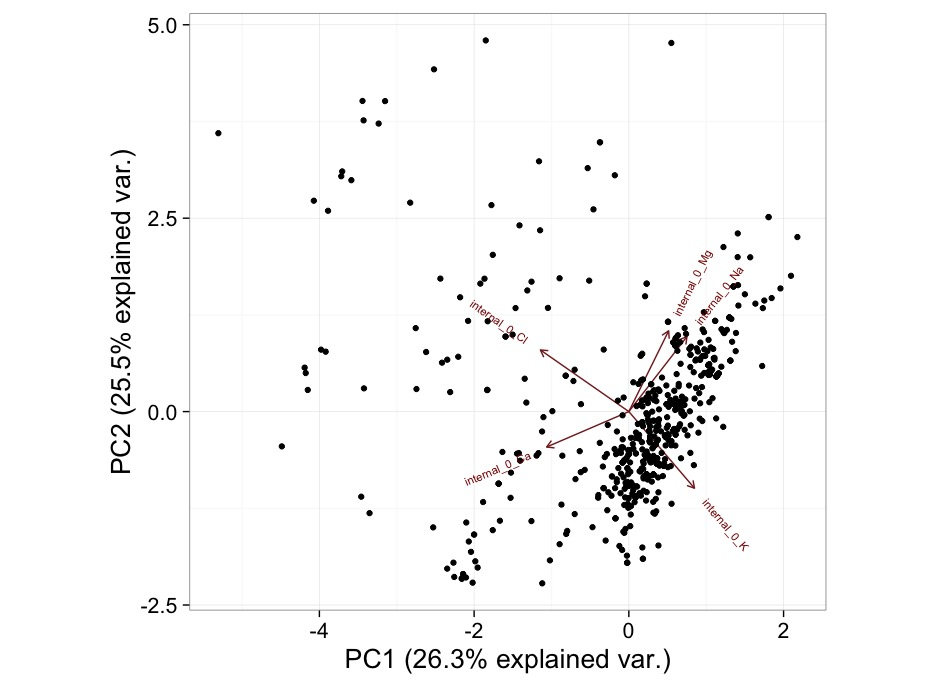 5.0
2.5
0.0
-2.5
PC2 (25.5% explained var.)
internal_0_Mg
internal_0_Na
internal_0_Cl
internal_0_Ca
internal_0_K
-4
-2
0
2
PC1 (26.3% explained var.)